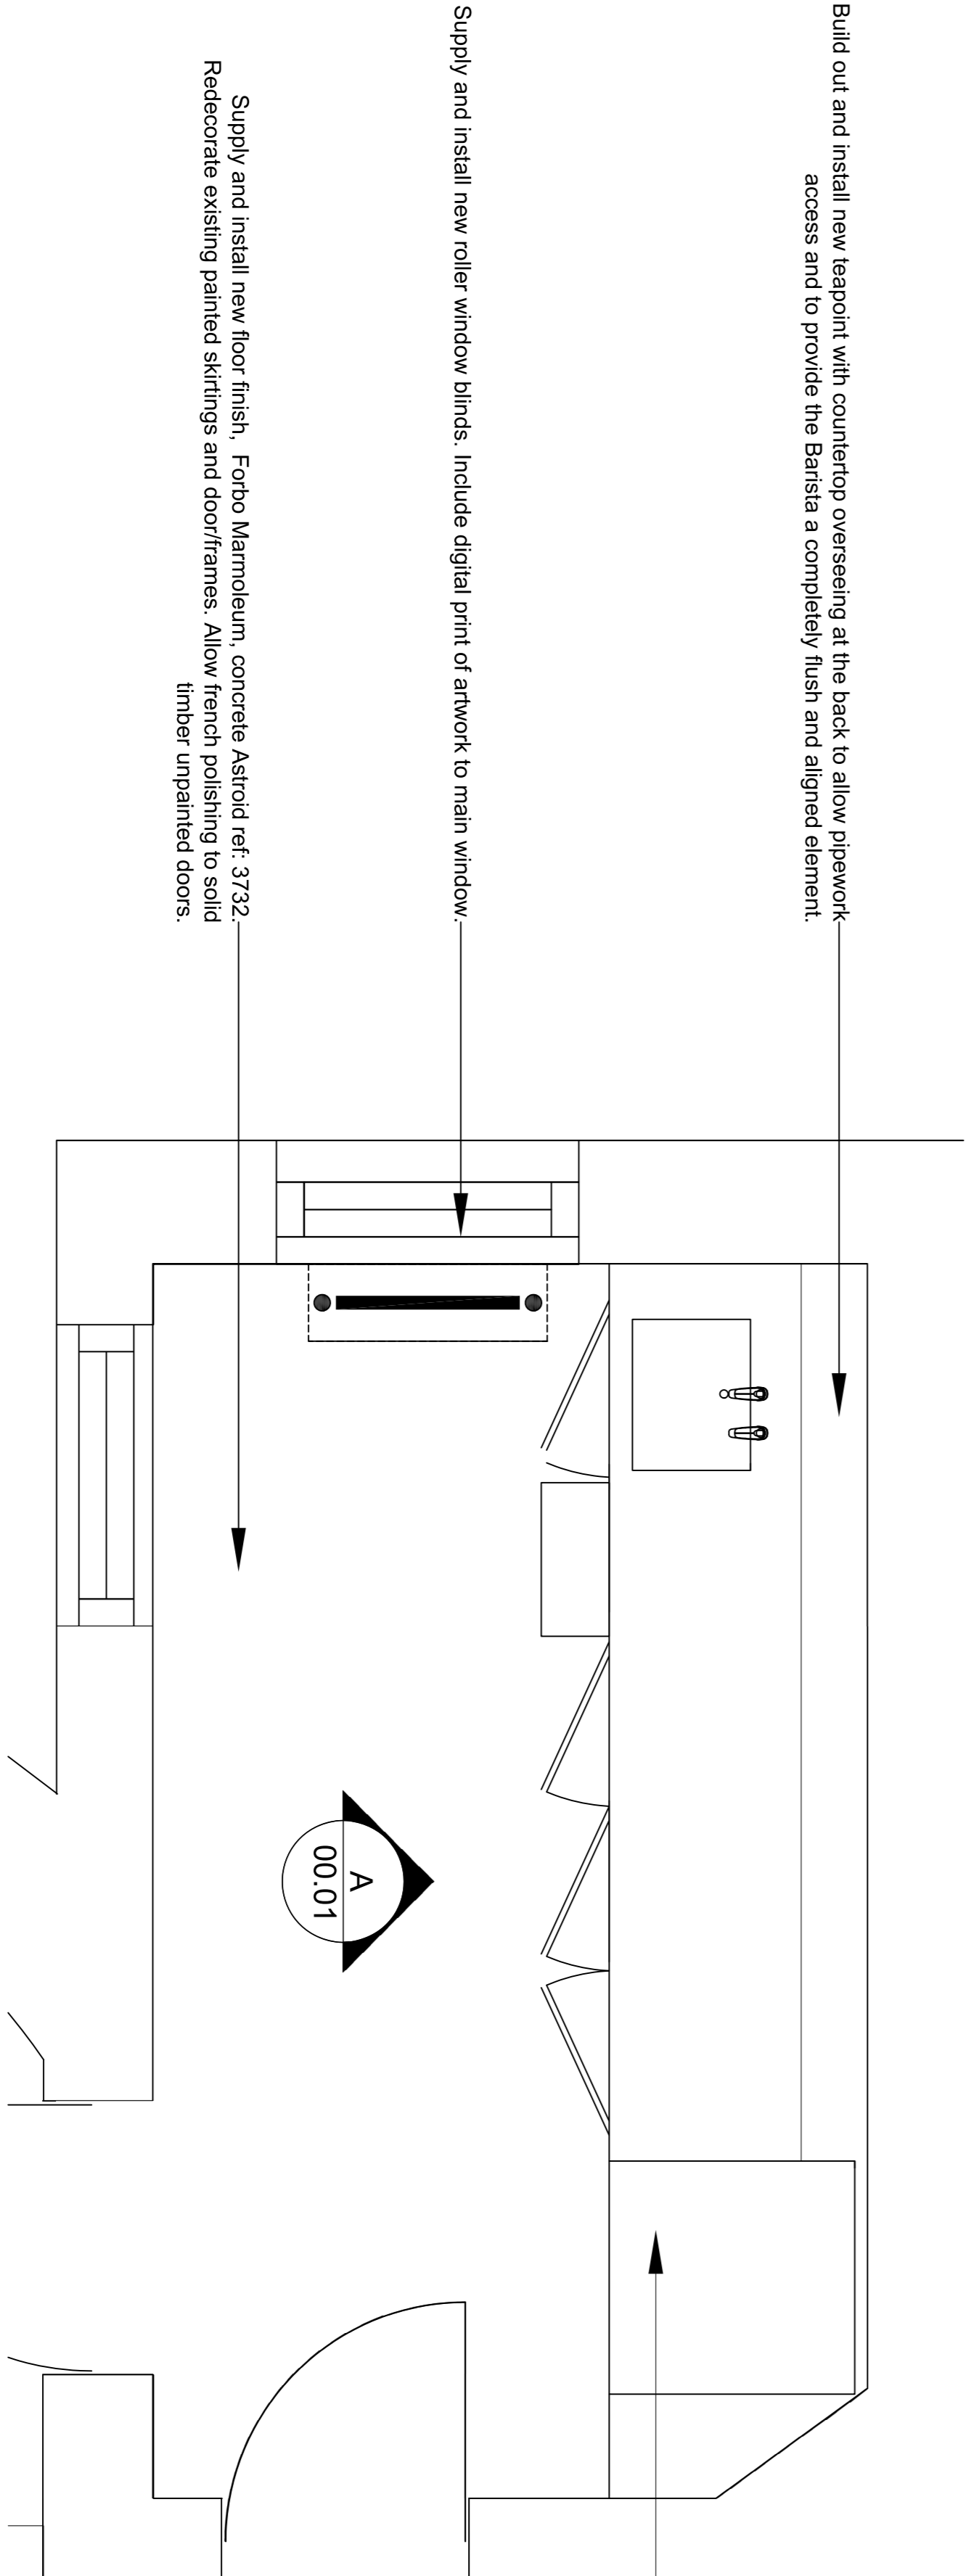 Build out and install new teapoint with countertop overseeing at the back to allow pipework
access and to provide the Barista a completely flush and aligned element.
Supply and install new roller window blinds. Include digital print of artwork to main window.
Supply and install new floor finish, Forbo Marmoleum, concrete Astroid ref: 3732.
Redecorate existing painted skirtings and door/frames. Allow french polishing to solid
timber unpainted doors.
A
00.01